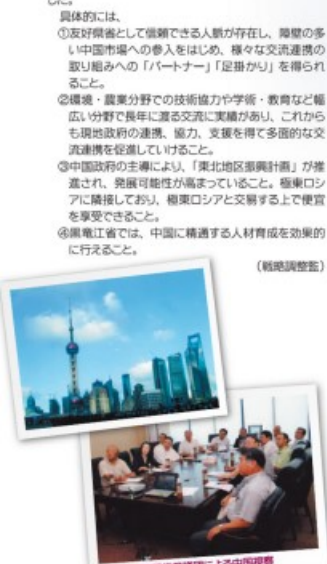 した。
具体的には、
①友好県省として信頼できる人脈が存在し、障壁の多
い中国市場への参入をはじめ、様々な交流連携の
取り組みへの「パートナー」「足掛かり」を得られ
ること。
②環境・農業分野での技術協力や学術・教育など幅
広い分野で長年に渡る交流に実績があり、これから
も現地政府の連携、協力、支援を得て多面的な交
流連携を促進していけること。
③中国政府の主導により、「東北地区振興計画」が推
進され、発展可能性が高まっていること。極東ロシ
アに隣接しており、極東ロシアと交易する上で便宜
を享受できること。
④黒竜江省では、中国に精通する人材育成を効果的
に行えること。
(戦略調整監)
による中国視察